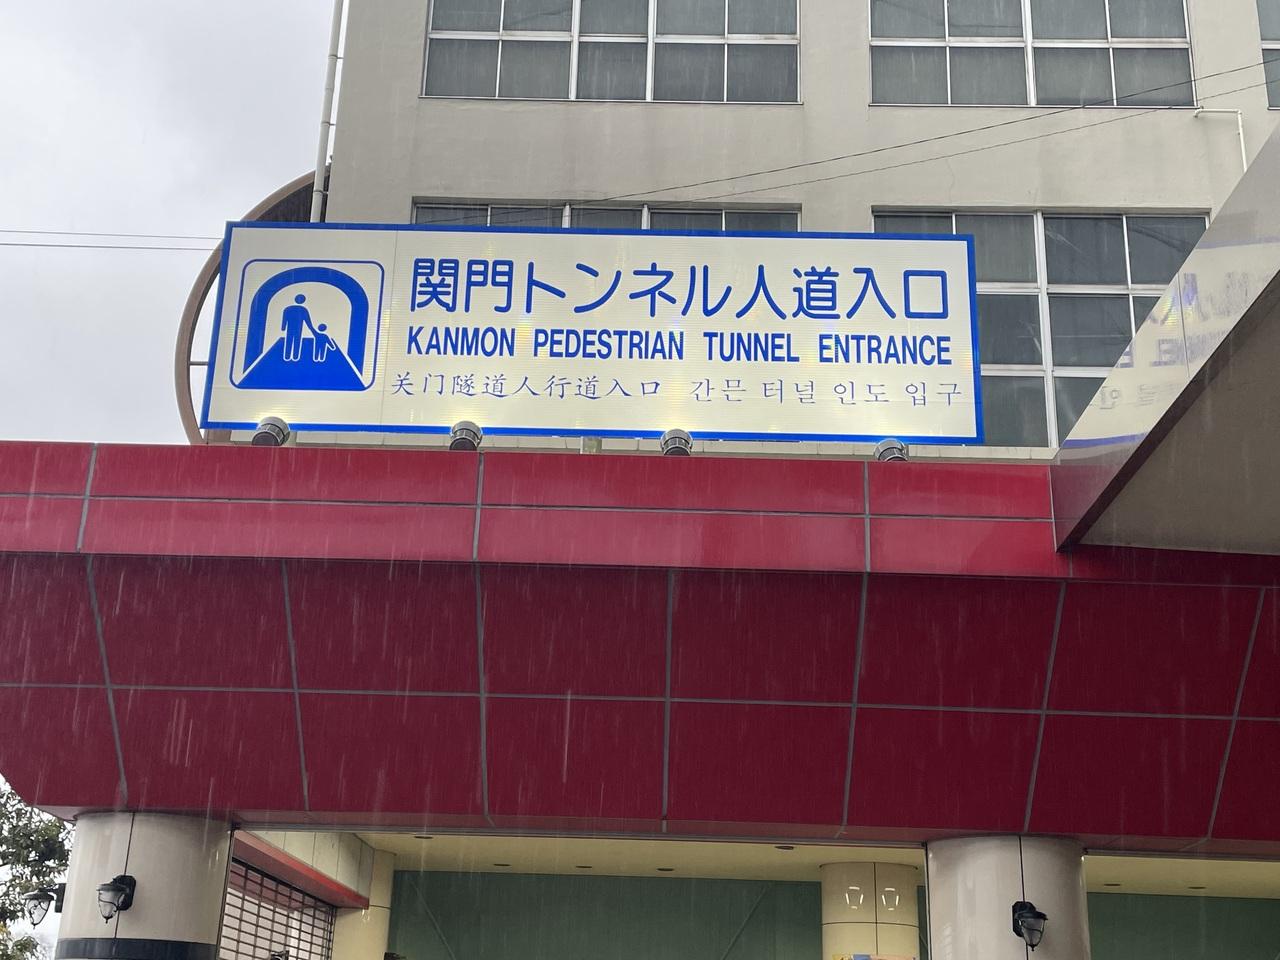 関門トンネル人道入口
KANMON PEDESTRIAN TUNNEL ENTRANCE
关门隧道人行道入口 간믄 터널 인도 입구